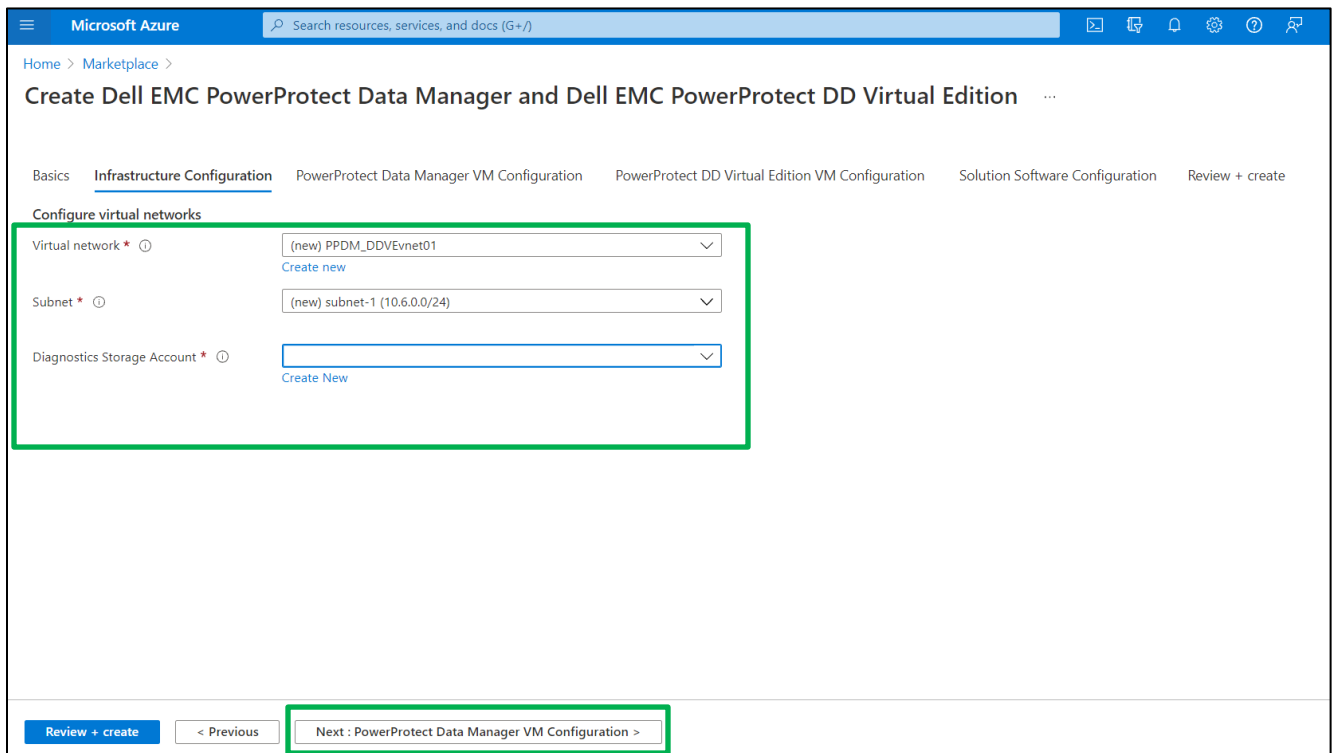 Microsoft Azure
Search resources, services, and docs (G+/)
Home > Marketplace >
Create Dell EMC PowerProtect Data Manager and Dell EMC PowerProtect DD Virtual Edition ...
Basics Infrastructure Configuration PowerProtect Data Manager VM Configuration PowerProtect DD Virtual Edition VM Configuration Solution Software Configuration Review + create
Configure virtual networks
Virtual network * (new) PPDM_DDVEvnet01
Create new
Subnet * (new) subnet-1 (10.6.0.0/24)
Diagnostics Storage Account *
Create New
Review + create < Previous Next : PowerProtect Data Manager VM Configuration >